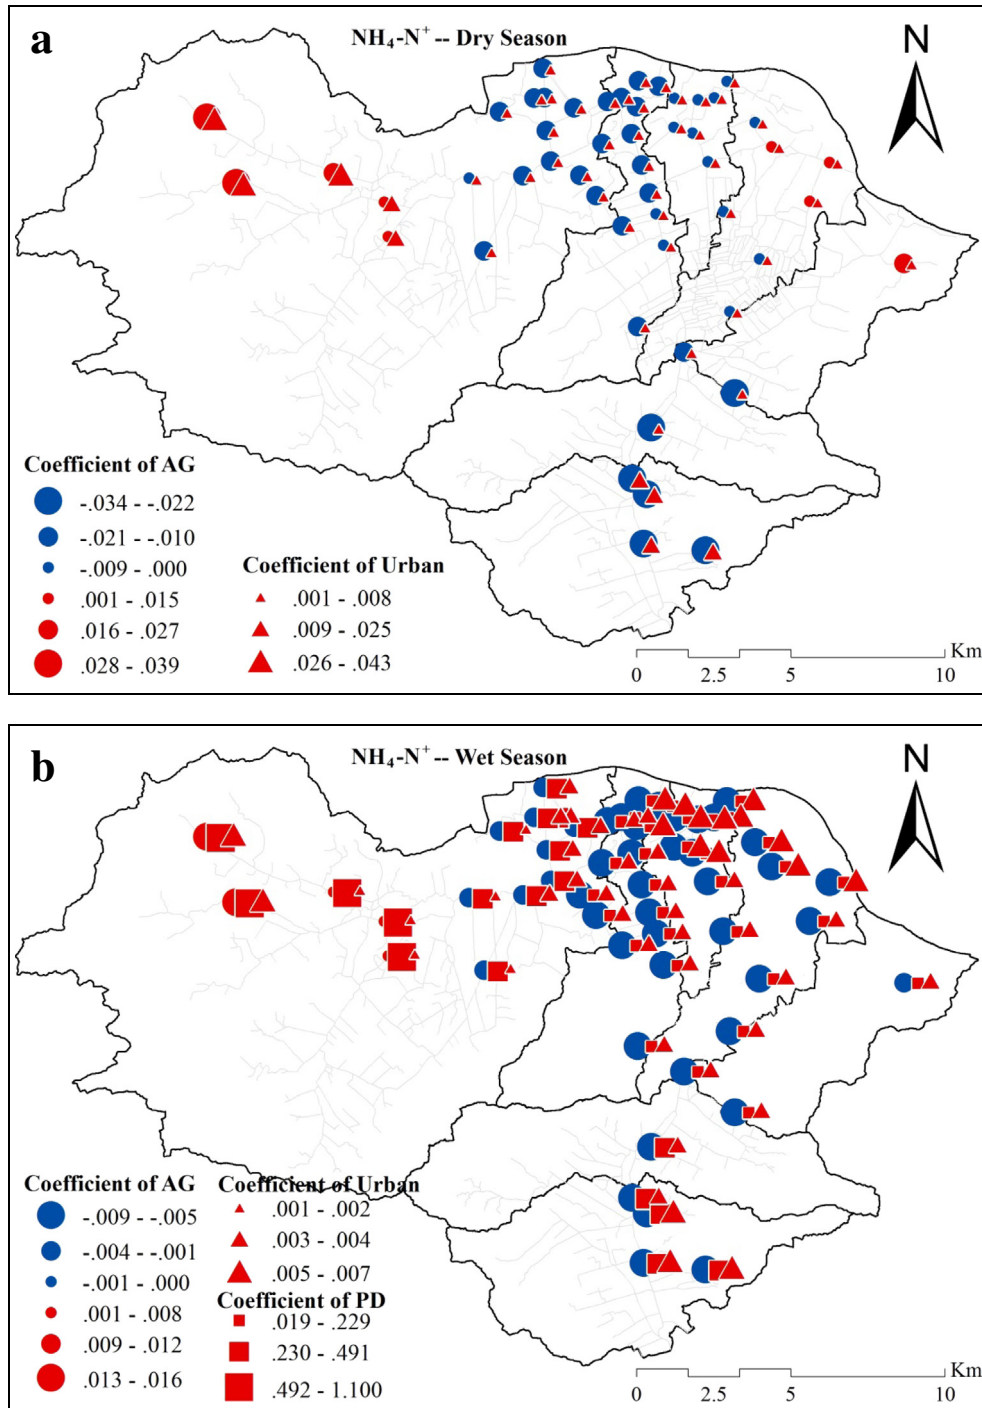 a
NH4-N+ -- Dry Season
N
Coefficient of AG
-.034 - -.022
-.021 - -.010
-.009 - .000
.001 - .015
.016 - .027
.028 - .039
Coefficient of Urban
.001 - .008
.009 - .025
.026 - .043
Km
0 2.5 5 10
b
NH4-N+ -- Wet Season
N
Coefficient of AG
-.009 - -.005
-.004 - -.001
-.001 - .000
.001 - .008
.009 - .012
.013 - .016
Coefficient of Urban
.001 - .002
.003 - .004
.005 - .007
Coefficient of PD
.019 - .229
.230 - .491
.492 - 1.100
Km
0 2.5 5 10